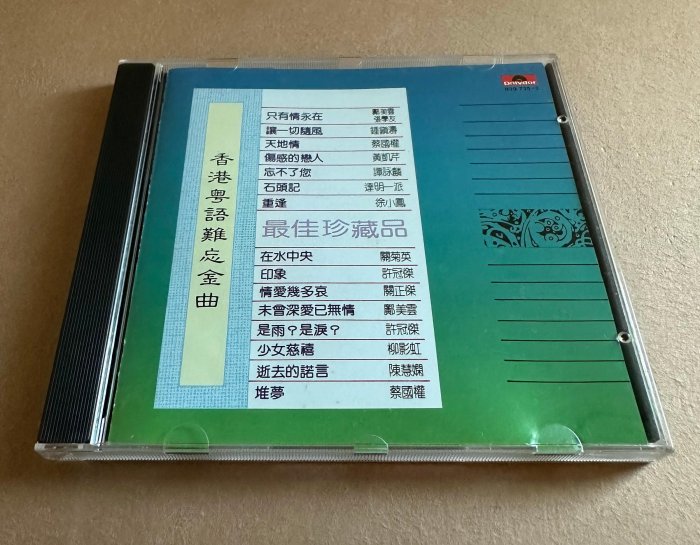 Polydor
香港粵語難忘金曲
只有情永在 鄺美雲 張學友
讓一切隨風 鍾鎮濤
天地情 蔡國權
傷感的戀人 黃凱芹
忘不了您 譚詠麟
石頭記 達明一派
重逢 徐小鳳
最佳珍藏品
在水中央 關菊英
印象 許冠傑
情愛幾多哀 關正傑
未曾深愛已無情 鄺美雲
是雨？是淚？ 許冠傑
少女慈禧 柳影虹
逝去的諾言 陳慧嫻
堆夢 蔡國權